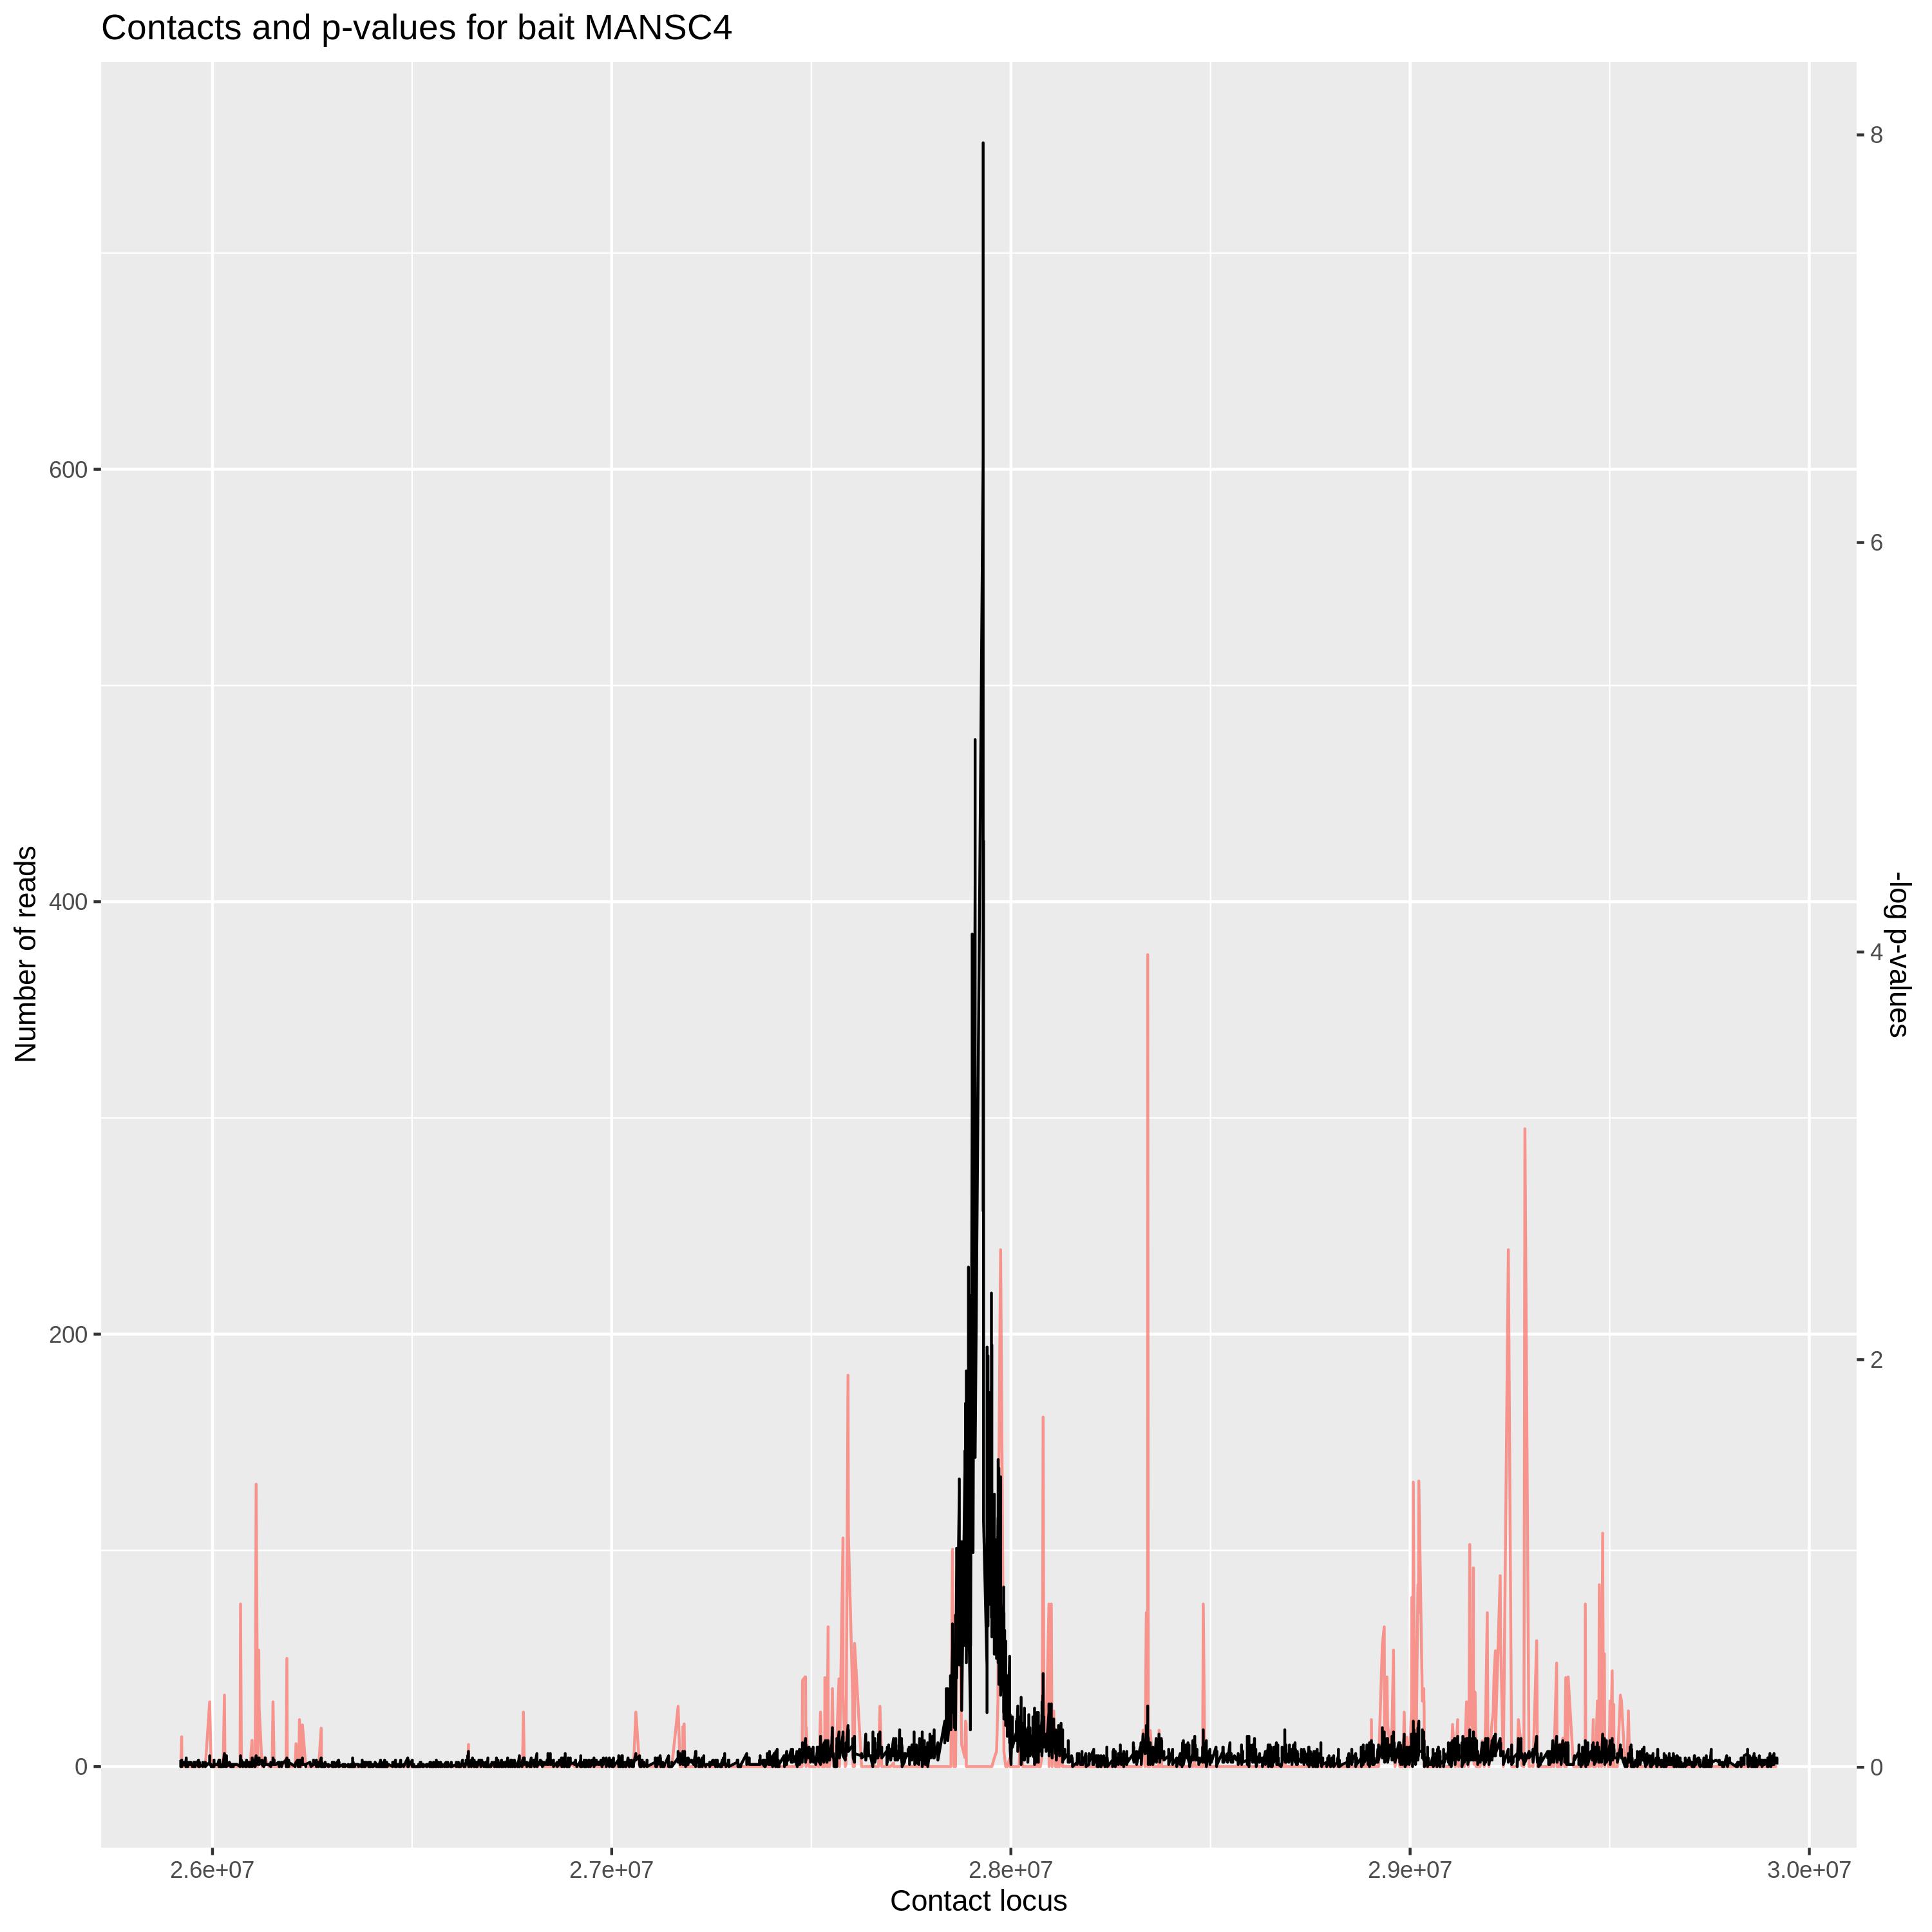 Contacts and p-values for bait MANSC4
8
600
6
Number of reads
400
4
-log p-values
200
2
0
0
2.6e+07 2.7e+07 2.8e+07 2.9e+07 3.0e+07
Contact locus